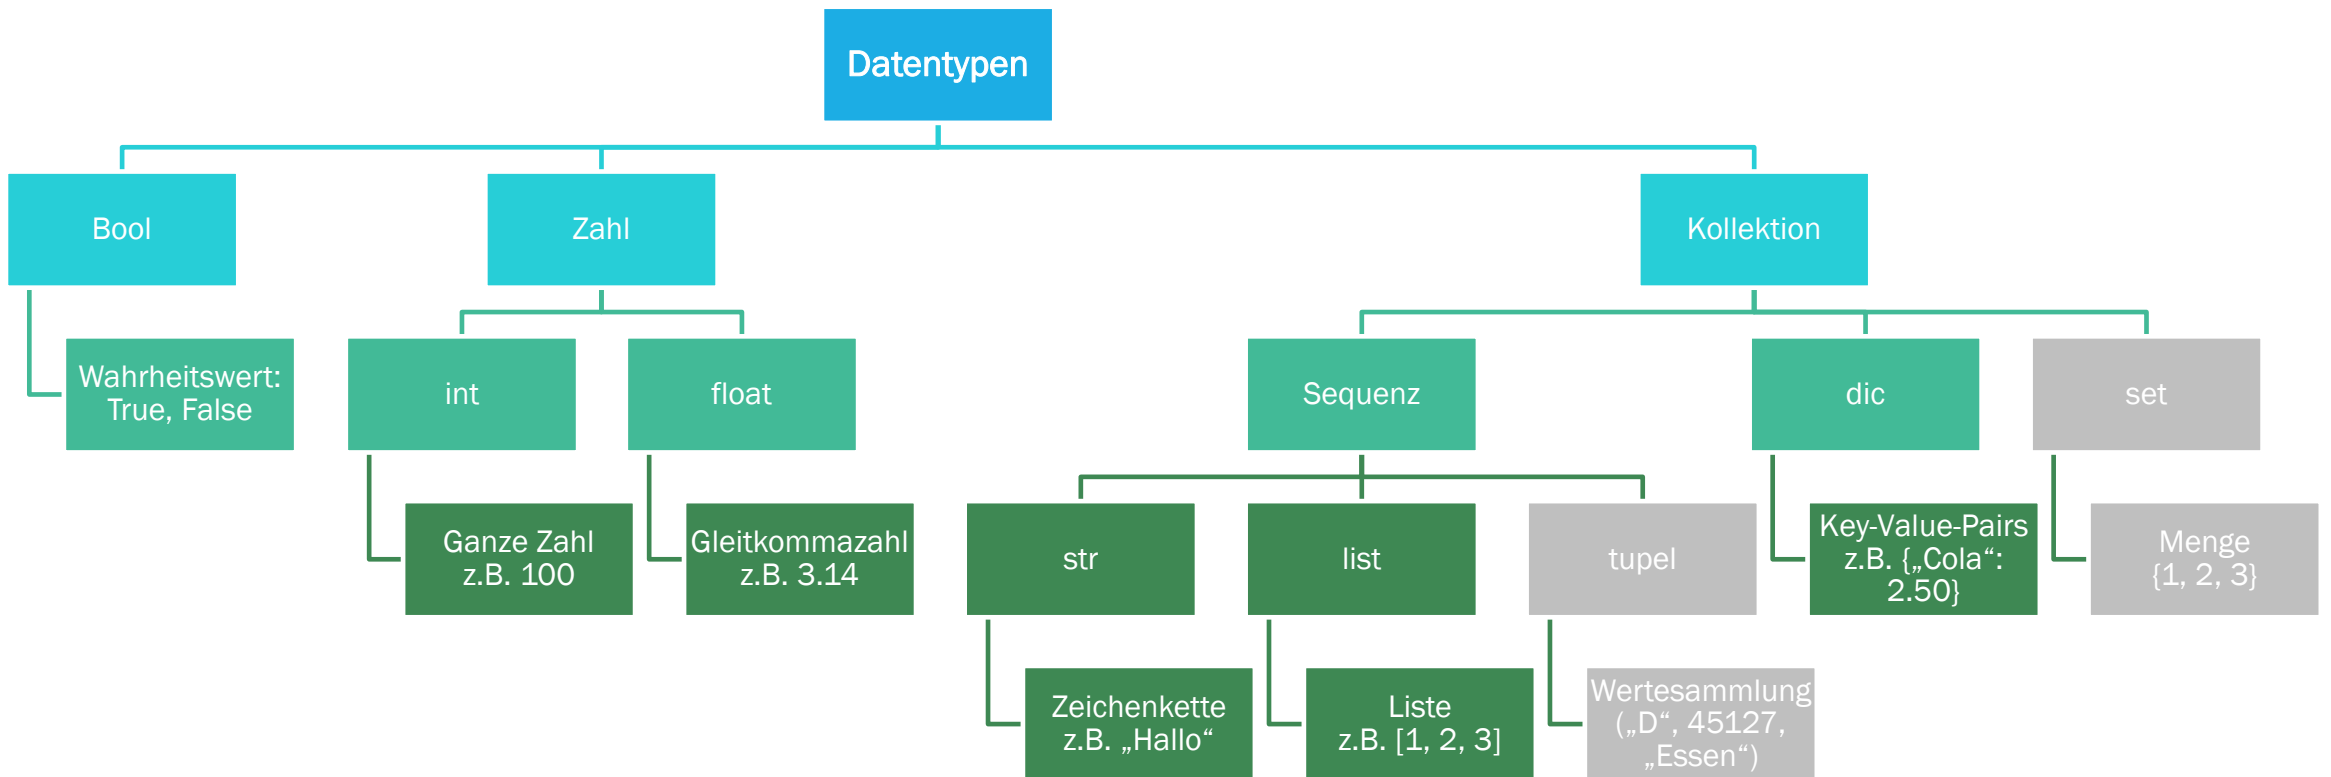 Datentypen
Bool
Zahl
Kollektion
Wahrheitswert:
True, False
int
float
Sequenz
dic
set
Ganze Zahl
z.B. 100
Gleitkommazahl
z.B. 3.14
str
list
tupel
Key-Value-Pairs
z.B. {„Cola“:
2.50}
Menge
{1, 2, 3}
Zeichenkette
z.B. „Hallo“
Liste
z.B. [1, 2, 3]
Wertesammlung
(„D“, 45127,
„Essen“)